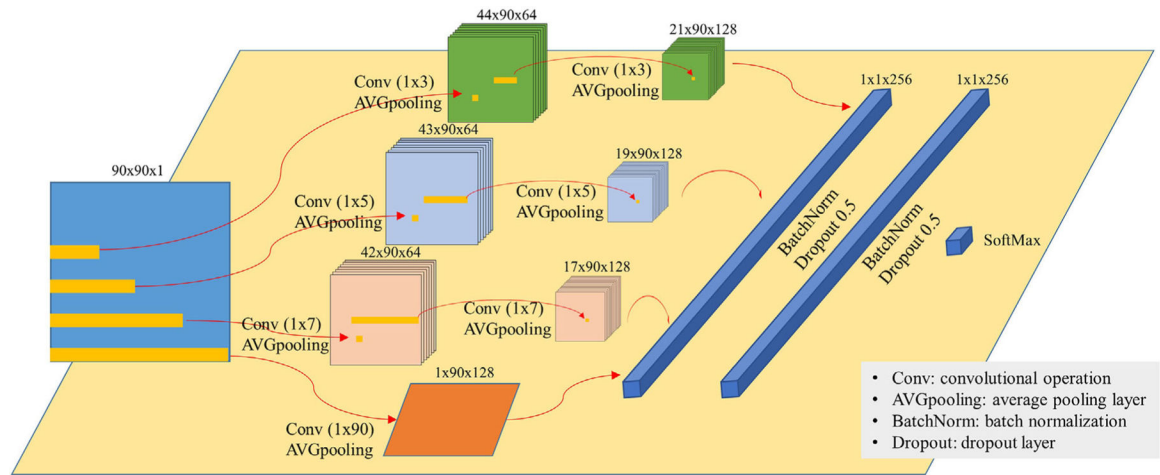 44x90x64
21x90x128
Conv (1x3)
AVGpooling
Conv (1x3)
AVGpooling
1x1x256
1x1x256
43x90x64
90x90x1
19x90x128
Conv (1x5)
AVGpooling
Conv (1x5)
AVGpooling
BatchNorm
Dropout 0.5
BatchNorm
Dropout 0.5
SoftMax
42x90x64
17x90x128
Conv (1x7)
AVGpooling
Conv (1x7)
AVGpooling
1x90x128
Conv (1x90)
AVGpooling
• Conv: convolutional operation
• AVGpooling: average pooling layer
• BatchNorm: batch normalization
• Dropout: dropout layer